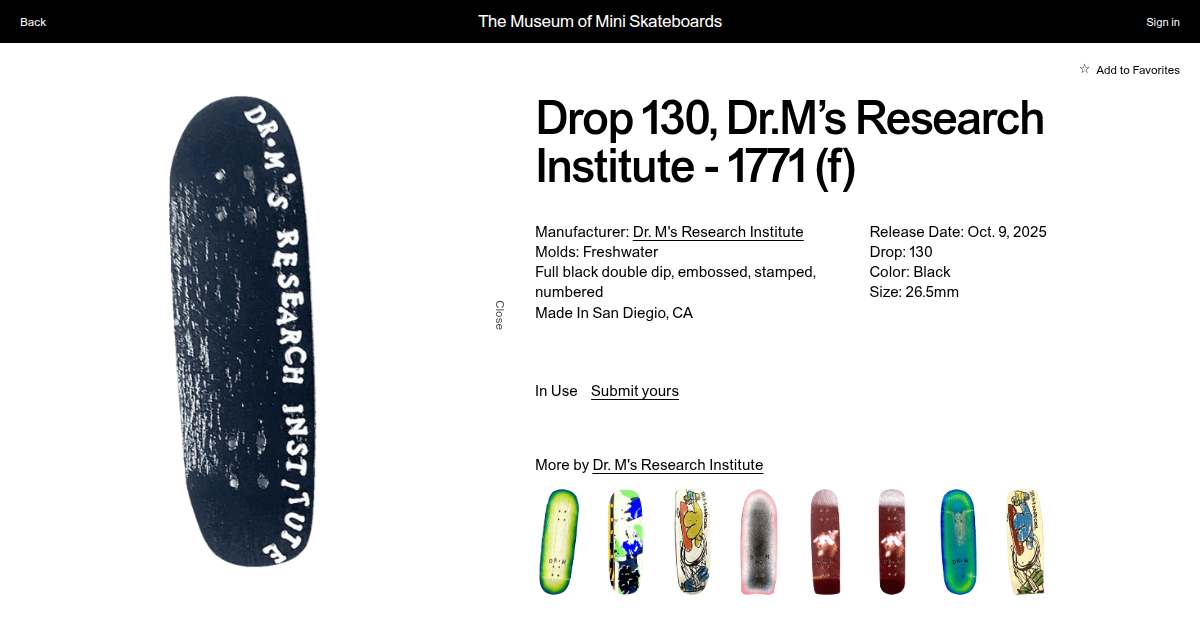 Back
The Museum of Mini Skateboards
Sign in
☆ Add to Favorites
DR·M'S RESEARCH INSTITUTE
Close
Drop 130, Dr.M’s Research
Institute - 1771 (f)
Manufacturer: Dr. M's Research Institute
Molds: Freshwater
Full black double dip, embossed, stamped,
numbered
Made In San Diegio, CA
Release Date: Oct. 9, 2025
Drop: 130
Color: Black
Size: 26.5mm
In Use Submit yours
More by Dr. M's Research Institute
DR·M
DR·M